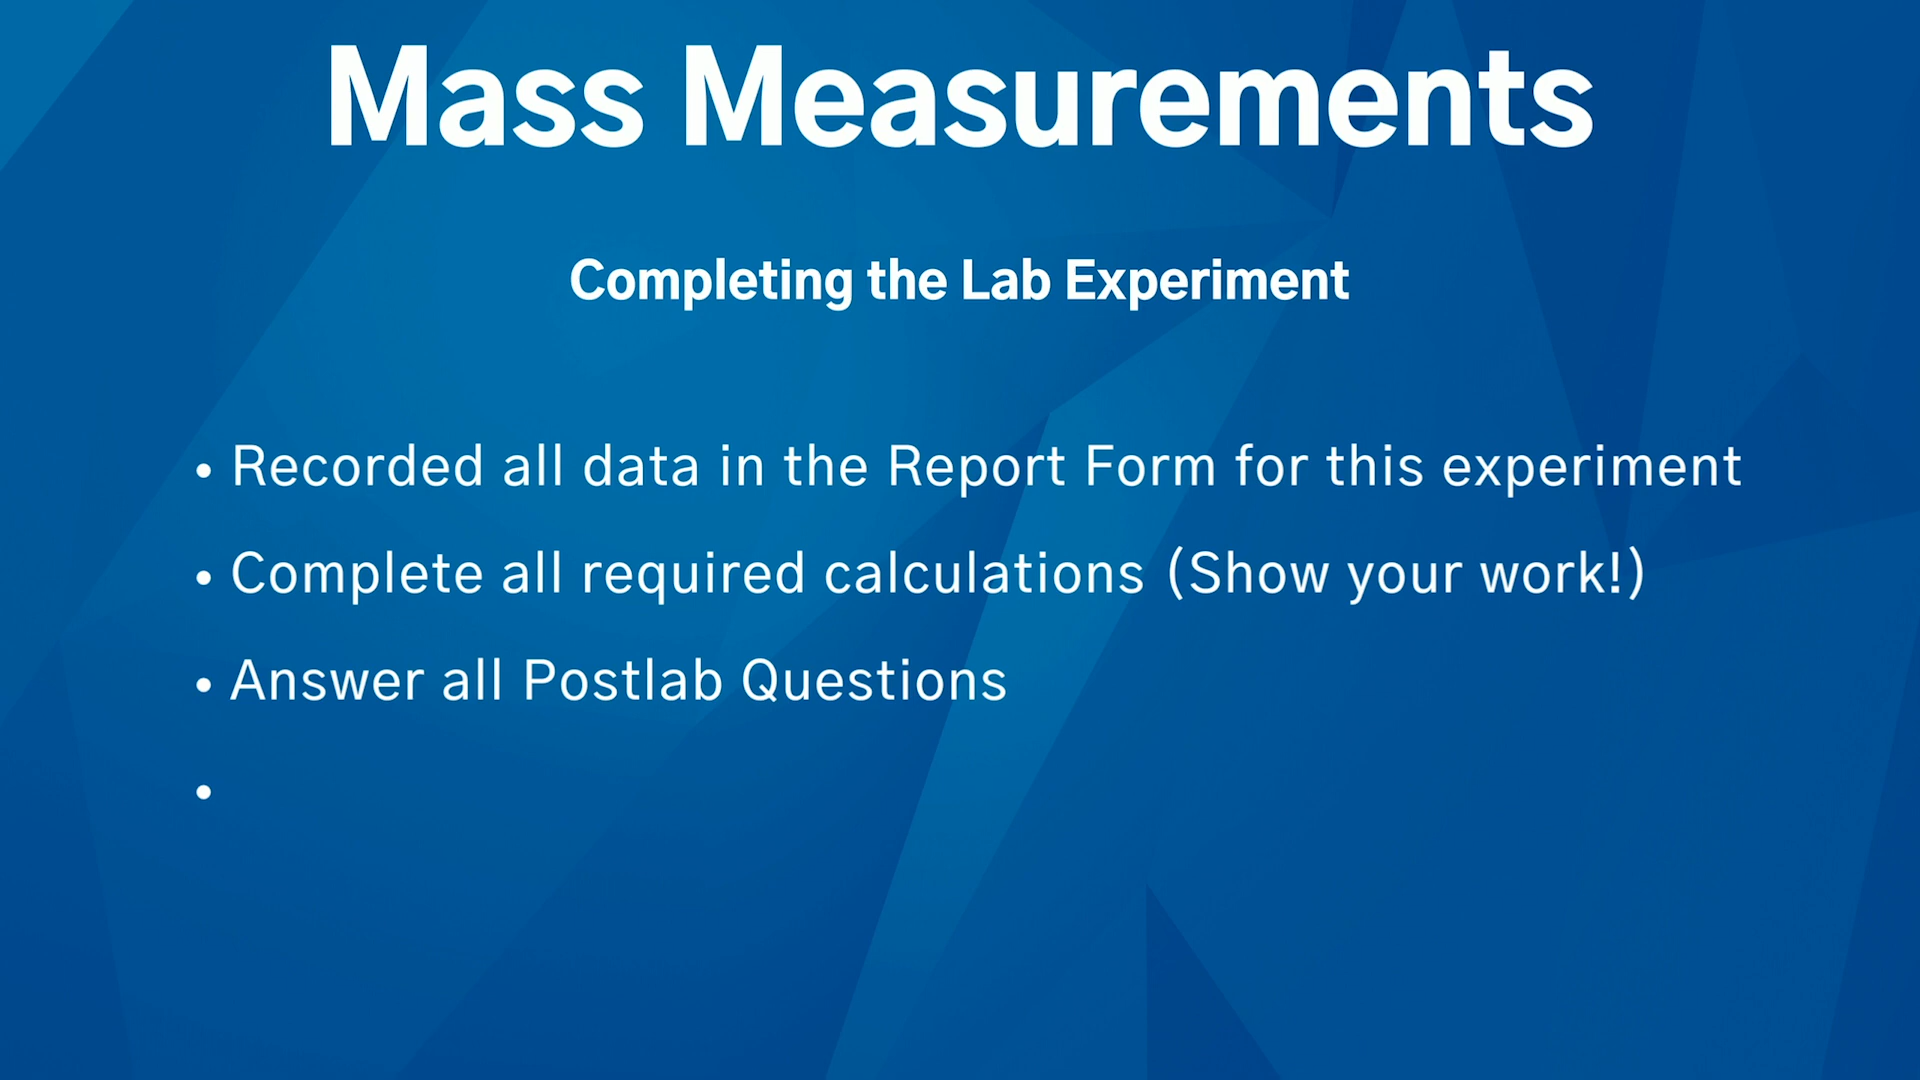 Mass Measurements
Completing the Lab Experiment
• Recorded all data in the Report Form for this experiment
• Complete all required calculations (Show your work!)
• Answer all Postlab Questions
•